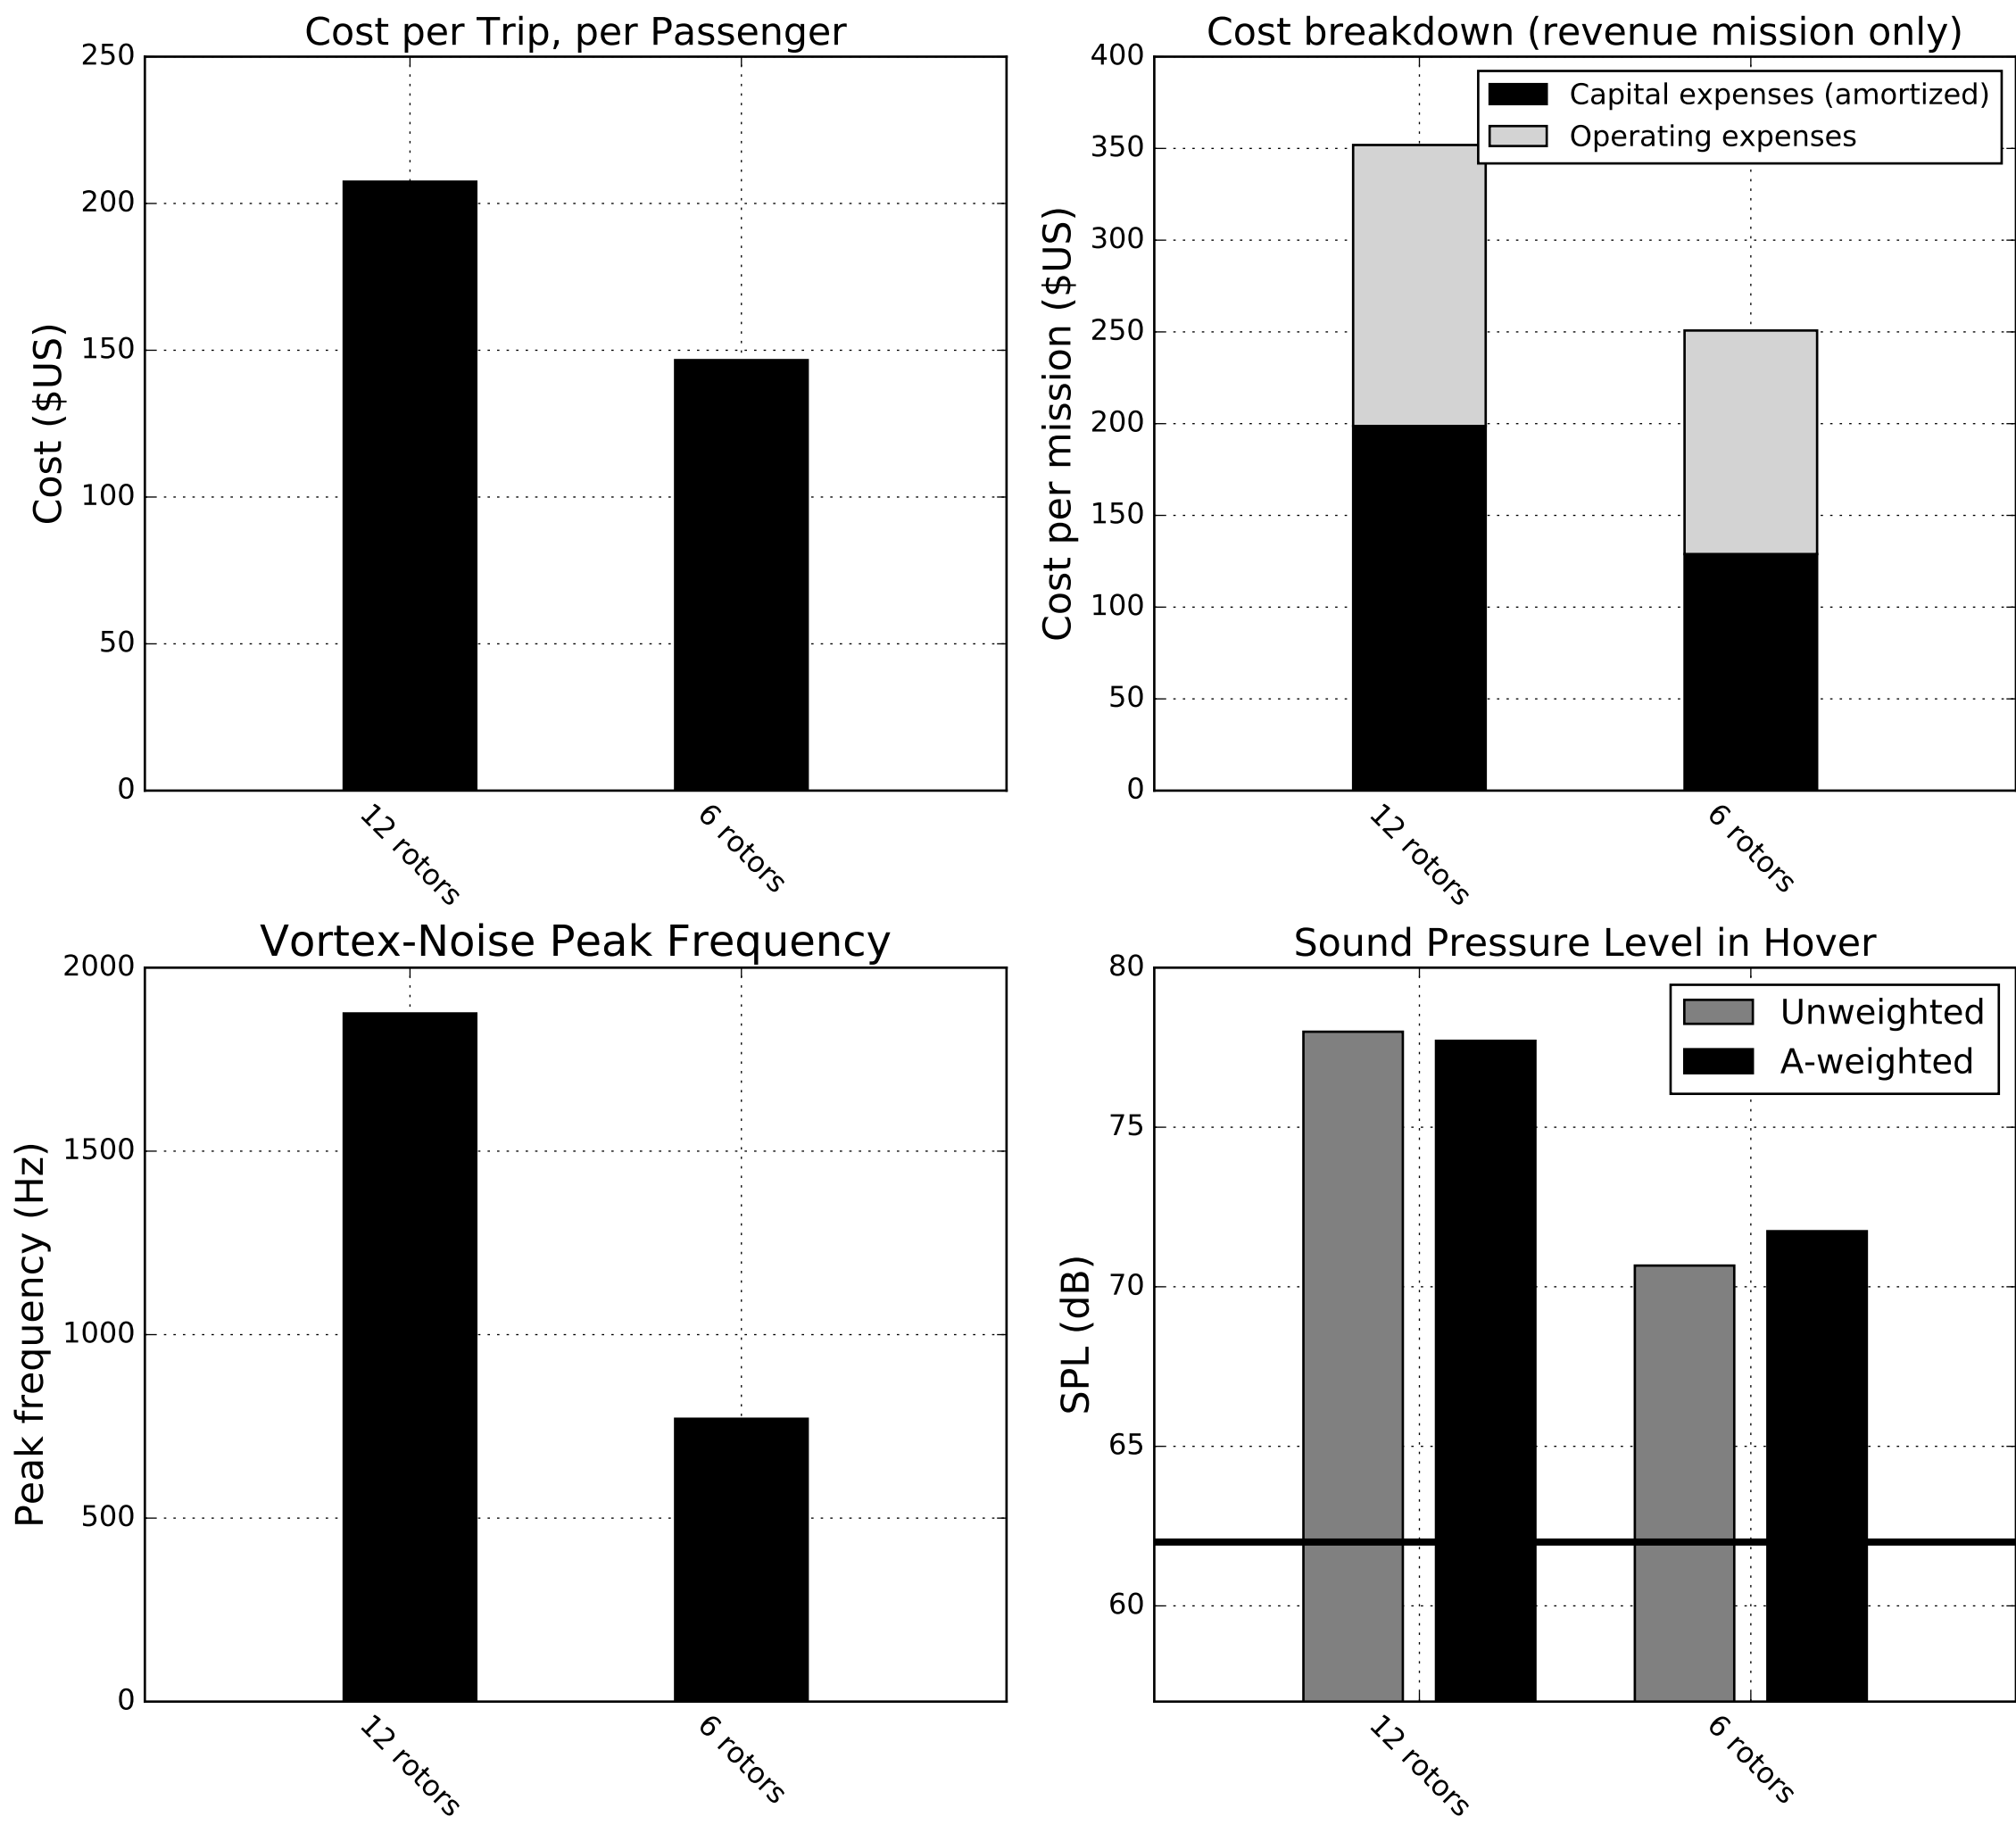 Cost per Trip, per Passenger
250
200
150
100
50
0
Cost ($US)
12 rotors
6 rotors
Cost breakdown (revenue mission only)
400
350
300
250
200
150
100
50
0
Cost per mission ($US)
Capital expenses (amortized)
Operating expenses
12 rotors
6 rotors
Vortex-Noise Peak Frequency
2000
1500
1000
500
0
Peak frequency (Hz)
12 rotors
6 rotors
Sound Pressure Level in Hover
80
75
70
65
60
SPL (dB)
Unweighted
A-weighted
12 rotors
6 rotors